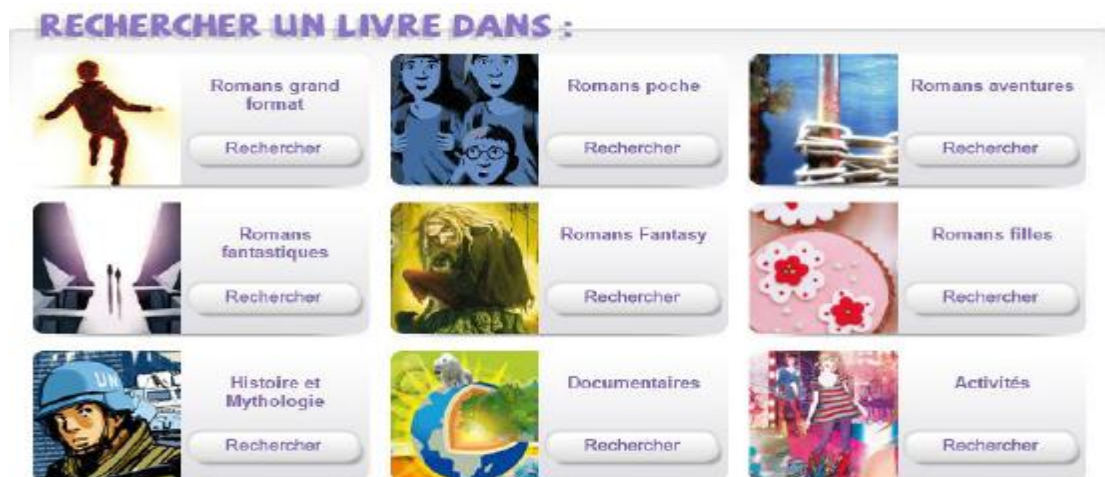 RECHERCHER UN LIVRE DANS :
Romans grand
format
Rechercher
Romans poche
Rechercher
Romans aventures
Rechercher
Romans
fantastiques
Rechercher
Romans Fantasy
Rechercher
Romans filles
Rechercher
UN
Histoire et
Mythologie
Rechercher
Documentaires
Rechercher
Activités
Rechercher